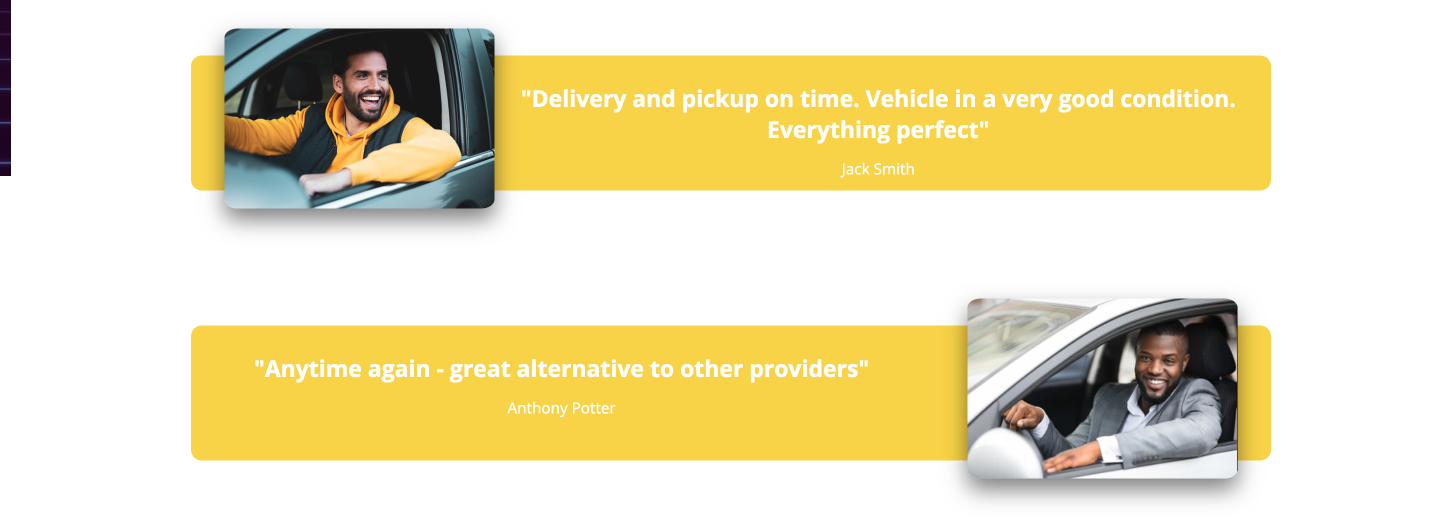 "Delivery and pickup on time. Vehicle in a very good condition.
Everything perfect"
Jack Smith
"Anytime again - great alternative to other providers"
Anthony Potter